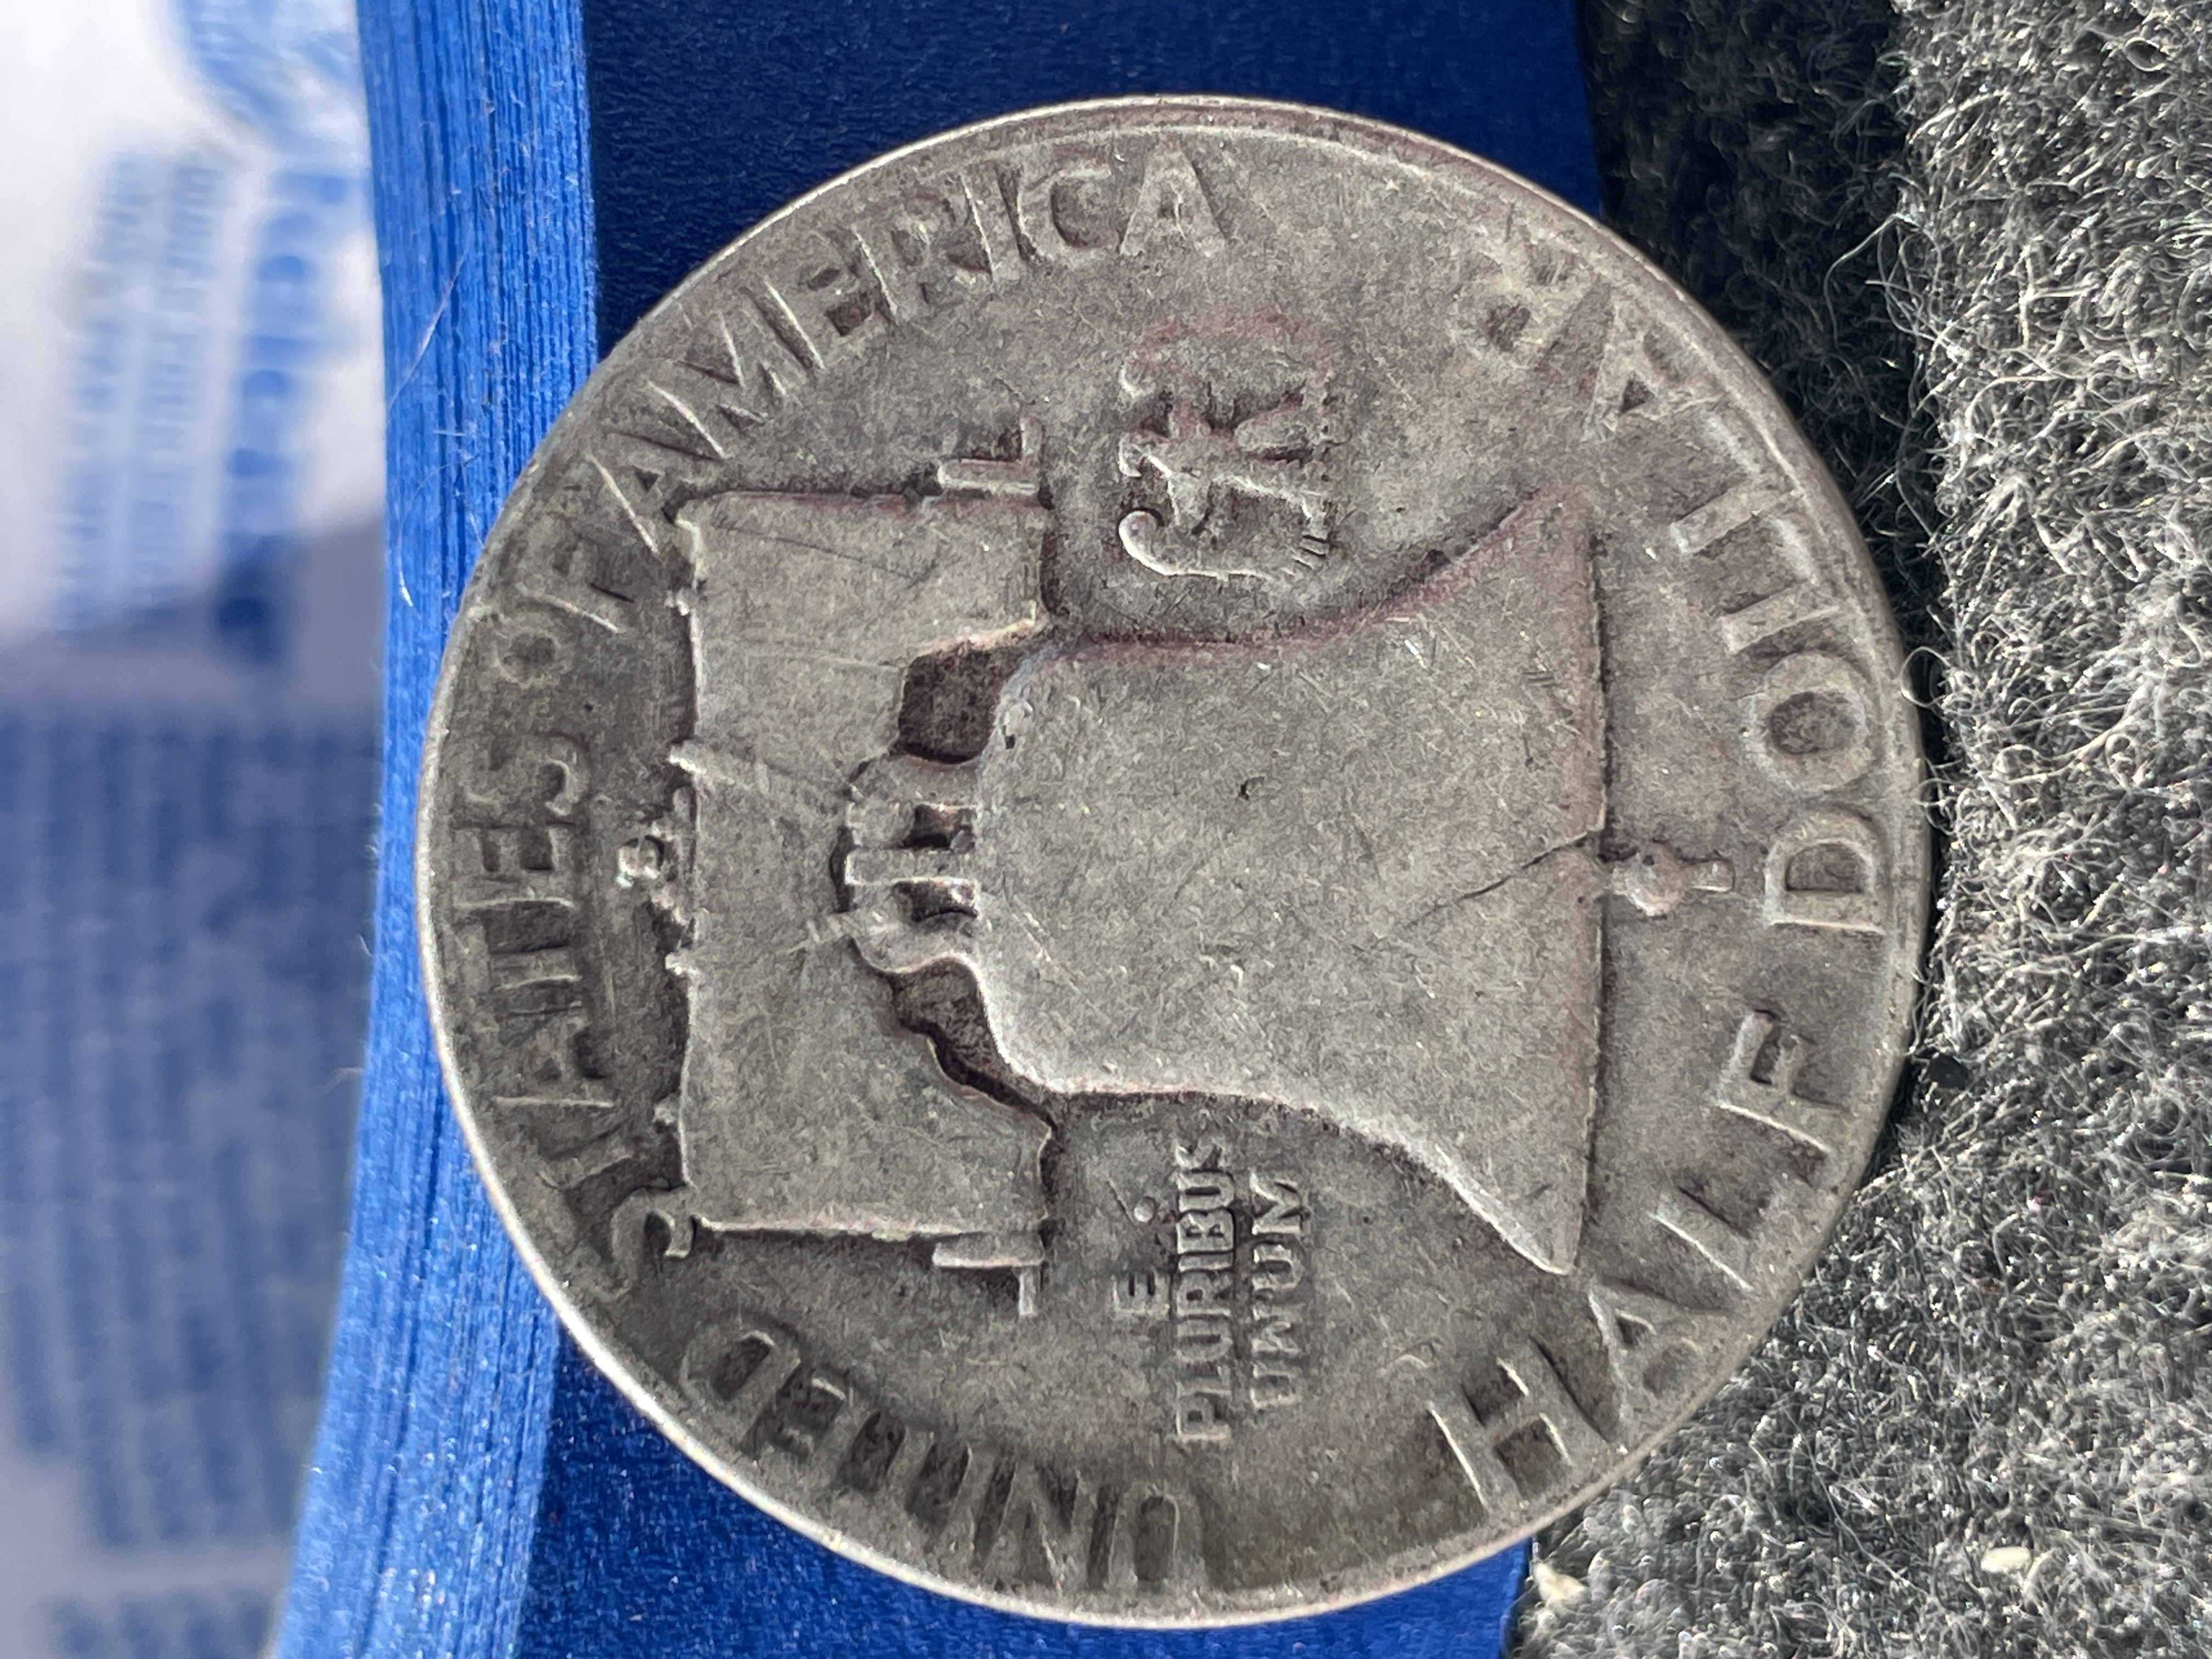 UNITED STATES OF AMERICA
E
PLURIBUS
UNUM
HALF DOLLAR